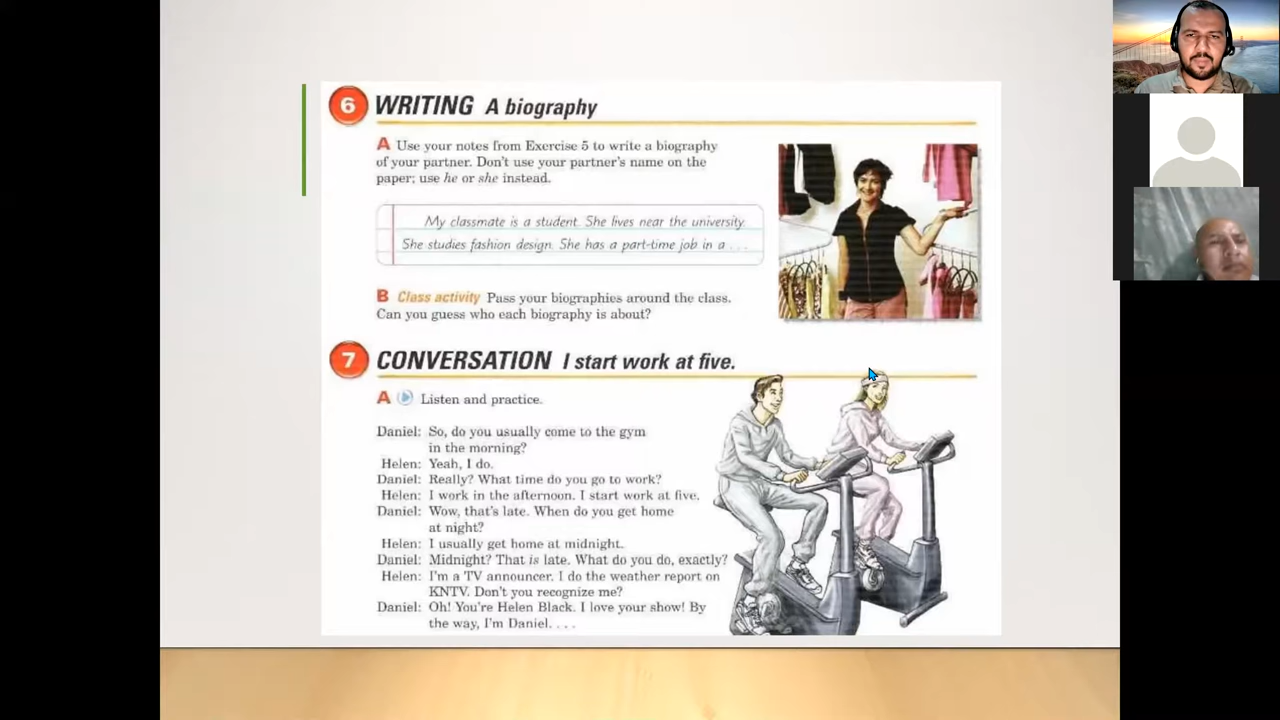 6 WRITING A biography
A Use your notes from Exercise 5 to write a biography
of your partner. Don't use your partner's name on the
paper; use he or she instead.
My classmate is a student. She lives near the university.
She studies fashion design. She has a part-time job in a . . .
B Class activity Pass your biographies around the class.
Can you guess who each biography is about?
7 CONVERSATION I start work at five.
A Listen and practice.
Daniel: So, do you usually come to the gym
in the morning?
Helen: Yeah, I do.
Daniel: Really? What time do you go to work?
Helen: I work in the afternoon. I start work at five.
Daniel: Wow, that's late. When do you get home
at night?
Helen: I usually get home at midnight.
Daniel: Midnight? That is late. What do you do, exactly?
Helen: I'm a TV announcer. I do the weather report on
KNTV. Don't you recognize me?
Daniel: Oh! You're Helen Black. I love your show! By
the way, I'm Daniel. . . .